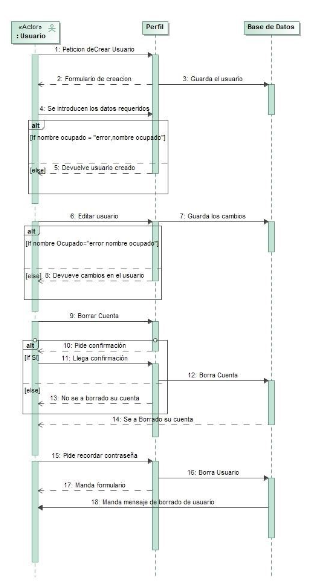 «Actor»
: Usuario
Perfil
Base de Datos
1: Peticion deCrear Usuario
2: Formulario de creacion
3: Guarda al usuario
4: Se introducen los datos requeridos
alt
[If nombre ocupado = "error,nombre ocupado"]
[else]
5: Devuelve usuario creado
6: Editar usuario
7: Guarda los cambios
alt
[If nombre Ocupado="error nombre ocupado"]
[else]
8: Devueve cambios en el usuario
9: Borrar Cuenta
alt
10: Pide confirmación
[If SI]
11: Llega confirmación
12: Borra Cuenta
[else]
13: No se a borrado su cuenta
14: Se a Borrado su cuenta
15: Pide recordar contraseña
16: Borra Usuario
17: Manda formulario
18: Manda mensaje de borrado de usuario